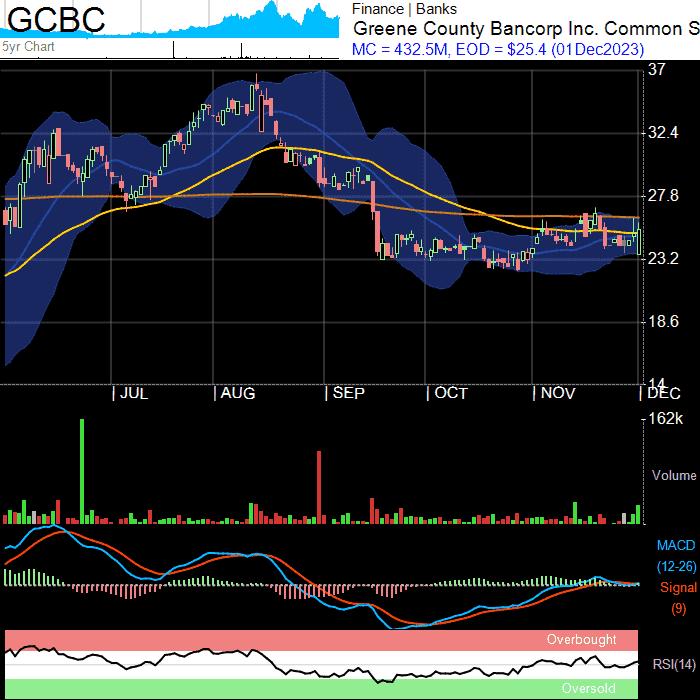 GCBC
5yr Chart
Finance | Banks
Greene County Bancorp Inc. Common S
MC = 432.5M, EOD = $25.4 (01Dec2023)
37
32.4
27.8
23.2
18.6
14
JUL AUG SEP OCT NOV DEC
162k
Volume
MACD
(12-26)
Signal
(9)
Overbought
RSI(14)
Oversold